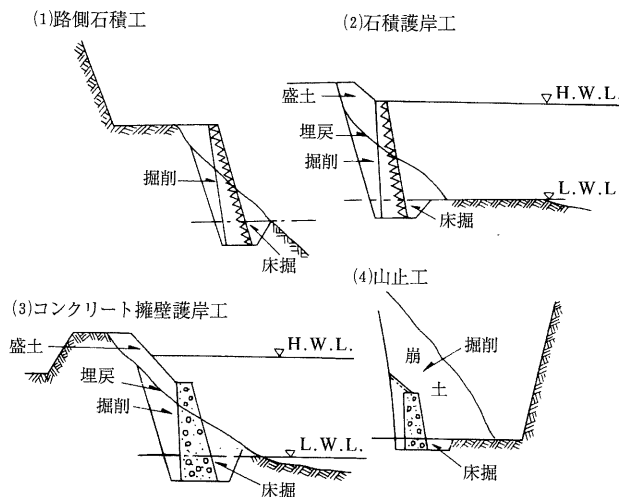 (1)路側石積工
掘削
床掘
(2)石積護岸工
盛土
H.W.L.
埋戻
掘削
L.W.L.
床掘
(3)コンクリート擁壁護岸工
盛土
H.W.L.
埋戻
掘削
L.W.L.
床掘
(4)山止工
崩
掘削
土
床掘